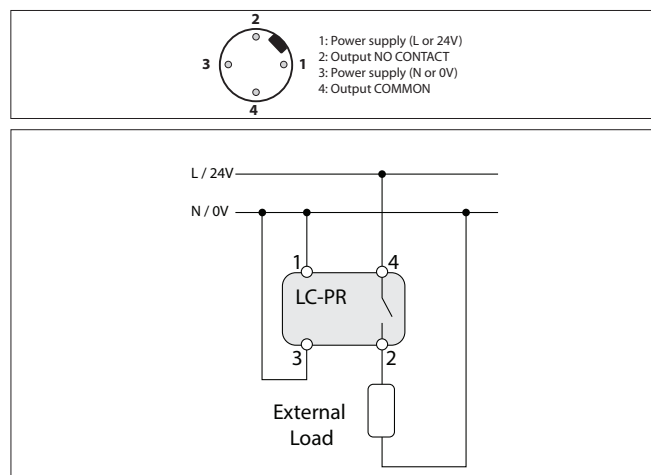 2
3
1
4
1: Power supply (L or 24V)
2: Output NO CONTACT
3: Power supply (N or 0V)
4: Output COMMON
L / 24V
N / 0V
1
4
LC-PR
3
2
External
Load